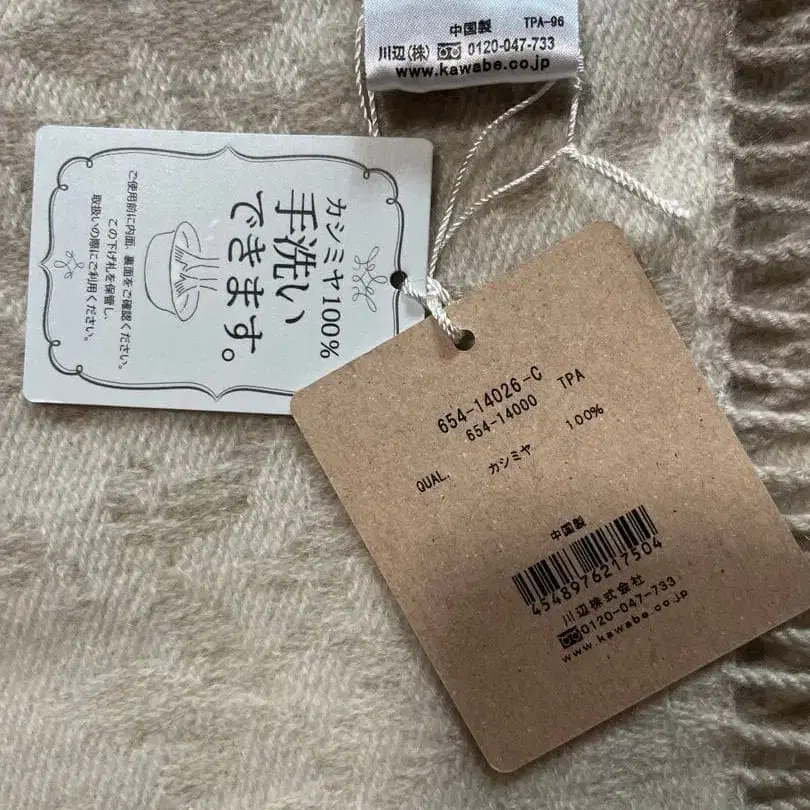 中国製 TPA-96
川辺(株) 0120-047-733
www.kawabe.co.jp
カシミヤ100%
手洗い
できます。
ご使用前に内面、裏面をご確認ください。
この下げ札を保管し、
取扱いの際にご利用ください。
654-14026-C
654-14000 TPA
QUAL. カシミヤ 100%
中国製
4548976217504
川辺株式会社
0120-047-733
www.kawabe.co.jp